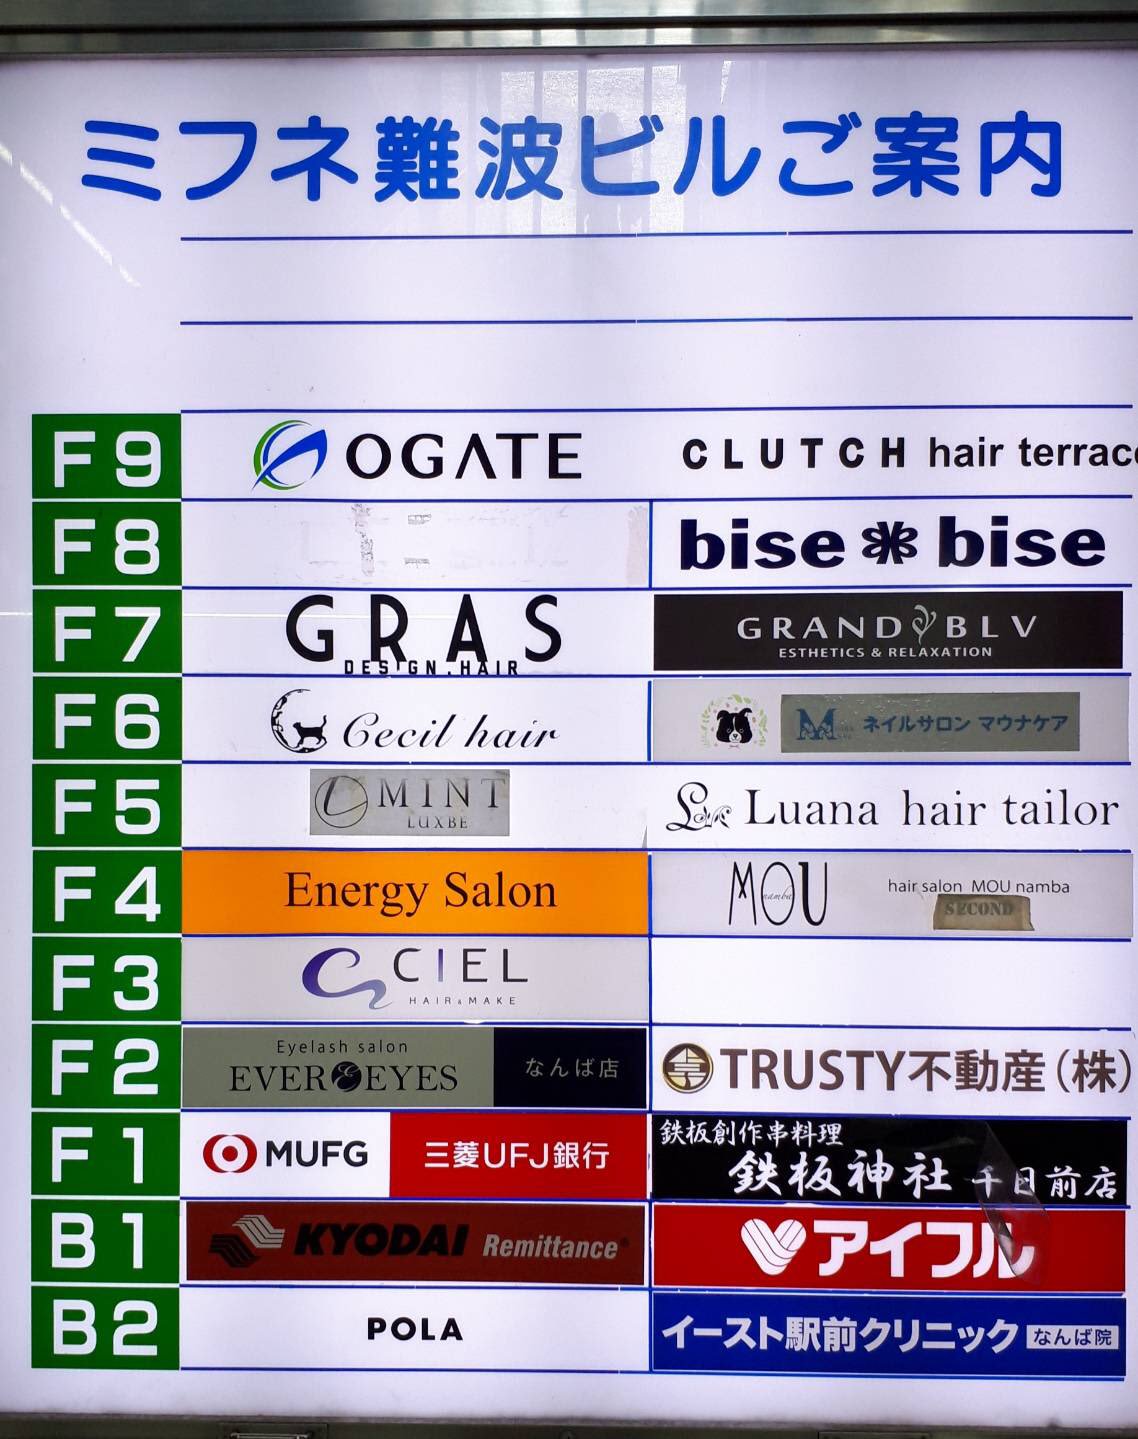 ミフネ難波ビルご案内
F9
OGATE
CLUTCH hair terrace
F8
bise bise
F7
GRAS
DESIGN.HAIR
GRAND BLV
ESTHETICS & RELAXATION
F6
Cecil hair
ネイルサロン マウナケア
F5
MINT
LUXBE
Luana hair tailor
F4
Energy Salon
MOU
namba
hair salon MOU namba
SECOND
F3
CIEL
HAIR & MAKE
F2
Eyelash salon
EVER EYES
なんば店
TRUSTY不動産(株)
F1
MUFG
三菱UFJ銀行
鉄板創作串料理
鉄板神社 千日前店
B1
KYODAI Remittance®
アイフル
B2
POLA
イースト駅前クリニック なんば院